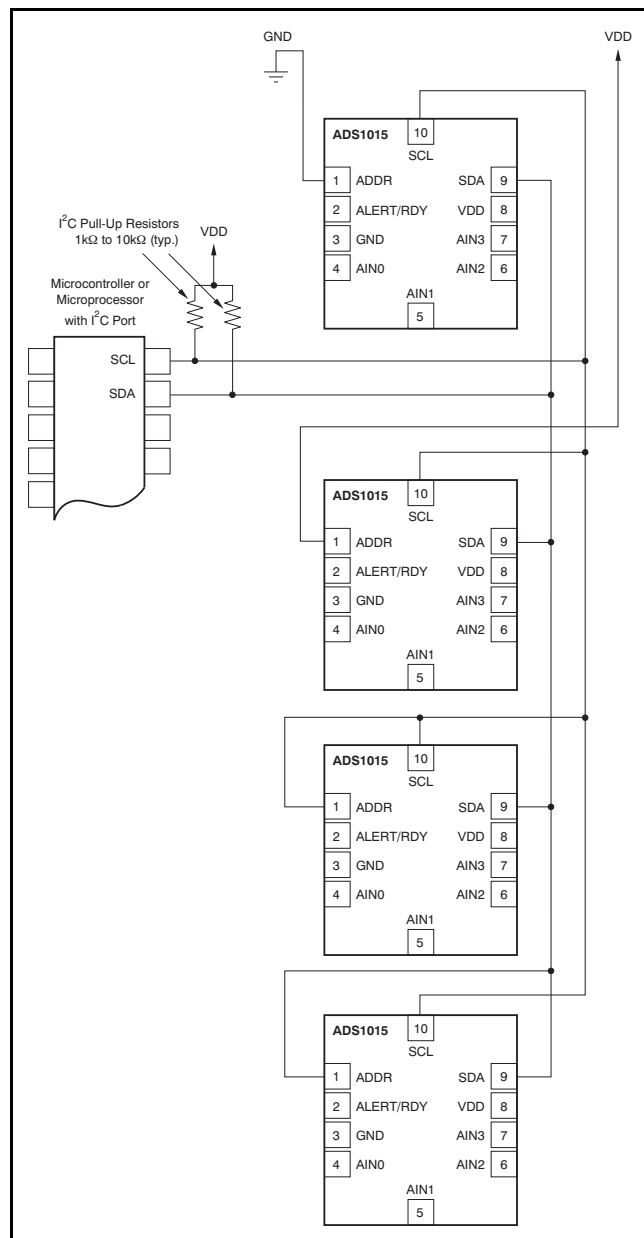 GND
VDD
ADS1015
10
SCL
1 ADDR SDA 9
2 ALERT/RDY VDD 8
3 GND AIN3 7
4 AIN0 AIN2 6
AIN1
5
I²C Pull-Up Resistors
1kΩ to 10kΩ (typ.)
VDD
Microcontroller or
Microprocessor
with I²C Port
SCL
SDA
ADS1015
10
SCL
1 ADDR SDA 9
2 ALERT/RDY VDD 8
3 GND AIN3 7
4 AIN0 AIN2 6
AIN1
5
ADS1015
10
SCL
1 ADDR SDA 9
2 ALERT/RDY VDD 8
3 GND AIN3 7
4 AIN0 AIN2 6
AIN1
5
ADS1015
10
SCL
1 ADDR SDA 9
2 ALERT/RDY VDD 8
3 GND AIN3 7
4 AIN0 AIN2 6
AIN1
5